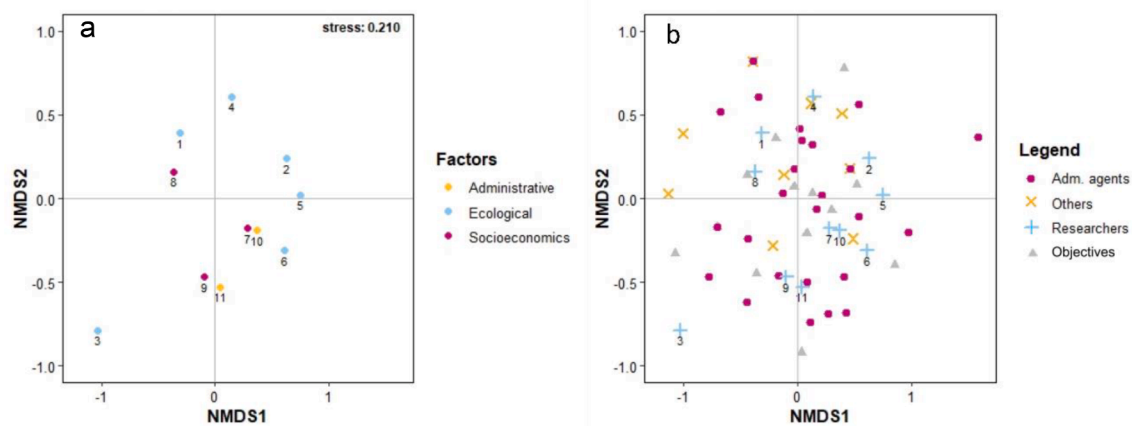 a
stress: 0.210
1.0
0.5
0.0
-0.5
-1.0
NMDS2
4
1
2
8
5
7 10
6
9
11
3
-1
0
1
NMDS1
Factors
Administrative
Ecological
Socioeconomics
b
1.0
0.5
0.0
-0.5
-1.0
NMDS2
4
1
2
8
5
7 10
6
9
11
3
-1
0
1
NMDS1
Legend
Adm. agents
Others
Researchers
Objectives